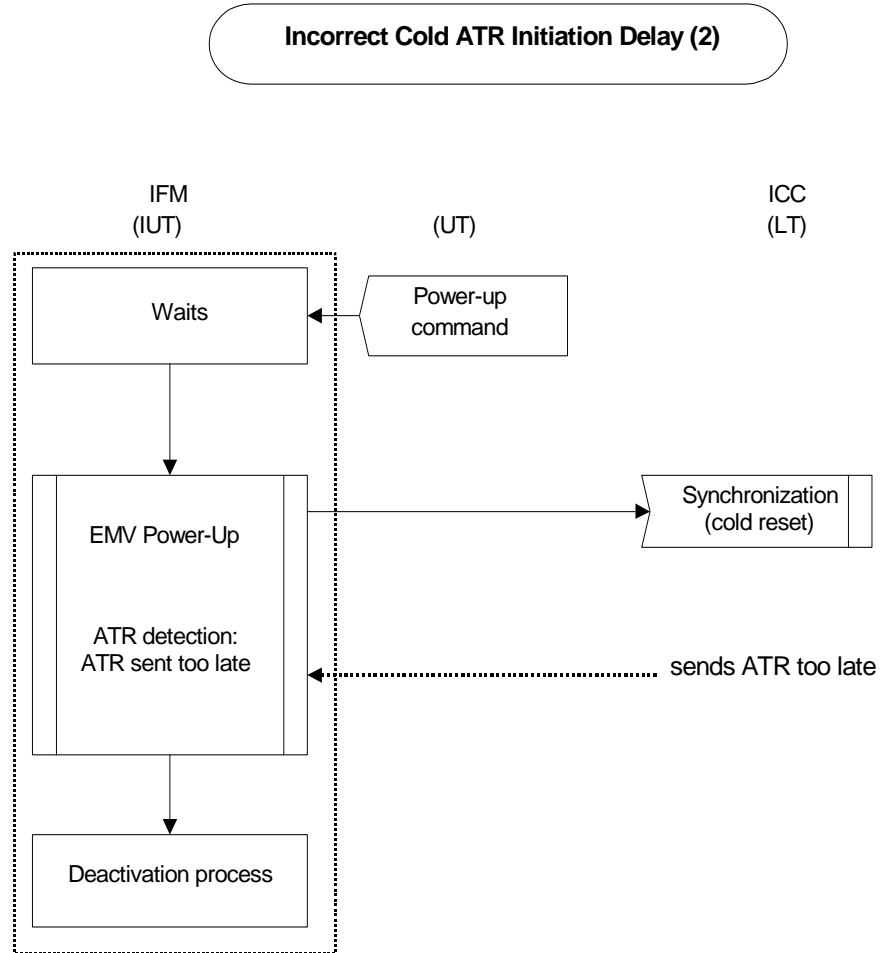 Incorrect Cold ATR Initiation Delay (2)
IFM
(IUT)
(UT)
ICC
(LT)
Waits
Power-up
command
EMV Power-Up
Synchronization
(cold reset)
ATR detection:
ATR sent too late
sends ATR too late
Deactivation process